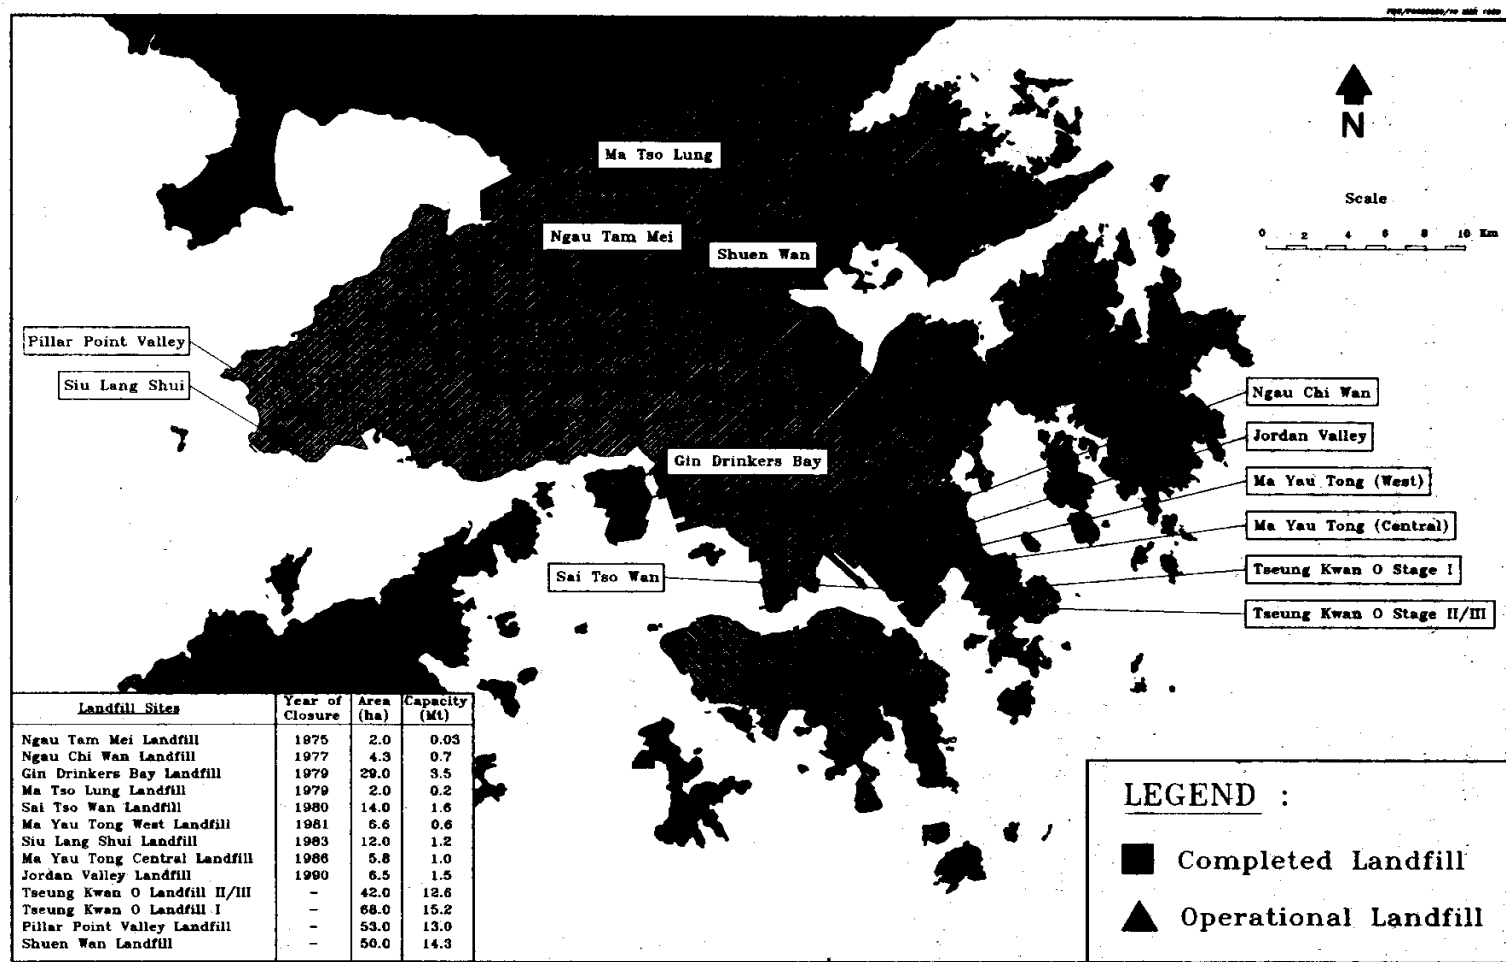 N
Scale
0 2 4 6 8 10 Km
Ma Tso Lung
Ngau Tam Mei
Shuen Wan
Pillar Point Valley
Siu Lang Shui
Gin Drinkers Bay
Sai Tso Wan
Ngau Chi Wan
Jordan Valley
Ma Yau Tong (West)
Ma Yau Tong (Central)
Tseung Kwan O Stage I
Tseung Kwan O Stage II/III
Landfill Sites Year of Closure Area (ha) Capacity (Mt)
Ngau Tam Mei Landfill 1975 2.0 0.03
Ngau Chi Wan Landfill 1977 4.3 0.7
Gin Drinkers Bay Landfill 1979 29.0 3.5
Ma Tso Lung Landfill 1979 2.0 0.2
Sai Tso Wan Landfill 1980 14.0 1.6
Ma Yau Tong West Landfill 1981 6.6 0.6
Siu Lang Shui Landfill 1983 12.0 1.2
Ma Yau Tong Central Landfill 1986 5.8 1.0
Jordan Valley Landfill 1990 6.5 1.5
Tseung Kwan O Landfill II/III - 42.0 12.6
Tseung Kwan O Landfill I - 68.0 15.2
Pillar Point Valley Landfill - 53.0 13.0
Shuen Wan Landfill - 50.0 14.3
LEGEND :
Completed Landfill
Operational Landfill